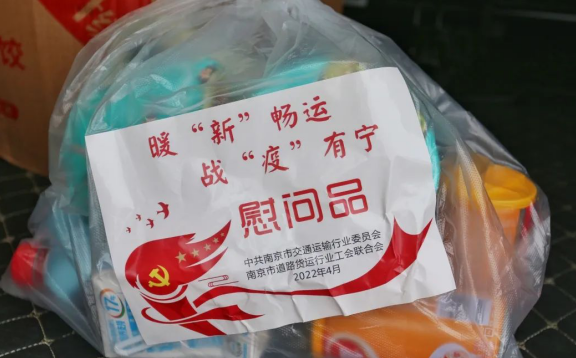 暖“新”畅运
战“疫”有宁
慰问品
中共南京市交通运输行业委员会
南京市道路货运行业工会联合会
2022年4月